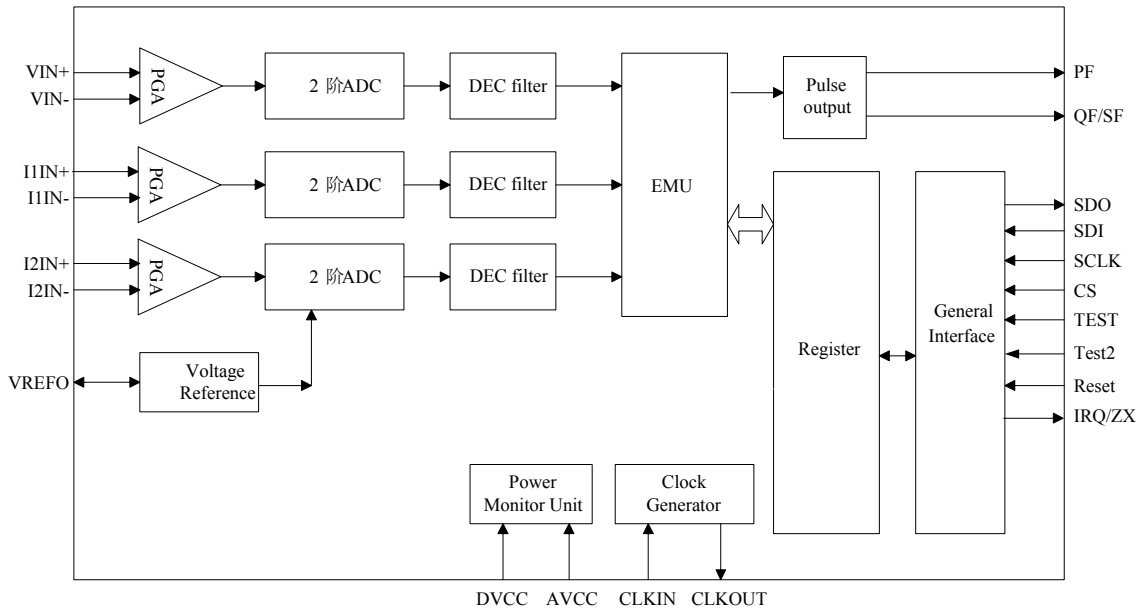 VIN+
VIN-
PGA
2 阶ADC
DEC filter
I1IN+
I1IN-
PGA
2 阶ADC
DEC filter
I2IN+
I2IN-
PGA
2 阶ADC
DEC filter
VREFO
Voltage
Reference
EMU
Pulse
output
PF
QF/SF
Register
General
Interface
SDO
SDI
SCLK
CS
TEST
Test2
Reset
IRQ/ZX
Power
Monitor Unit
Clock
Generator
DVCC
AVCC
CLKIN
CLKOUT